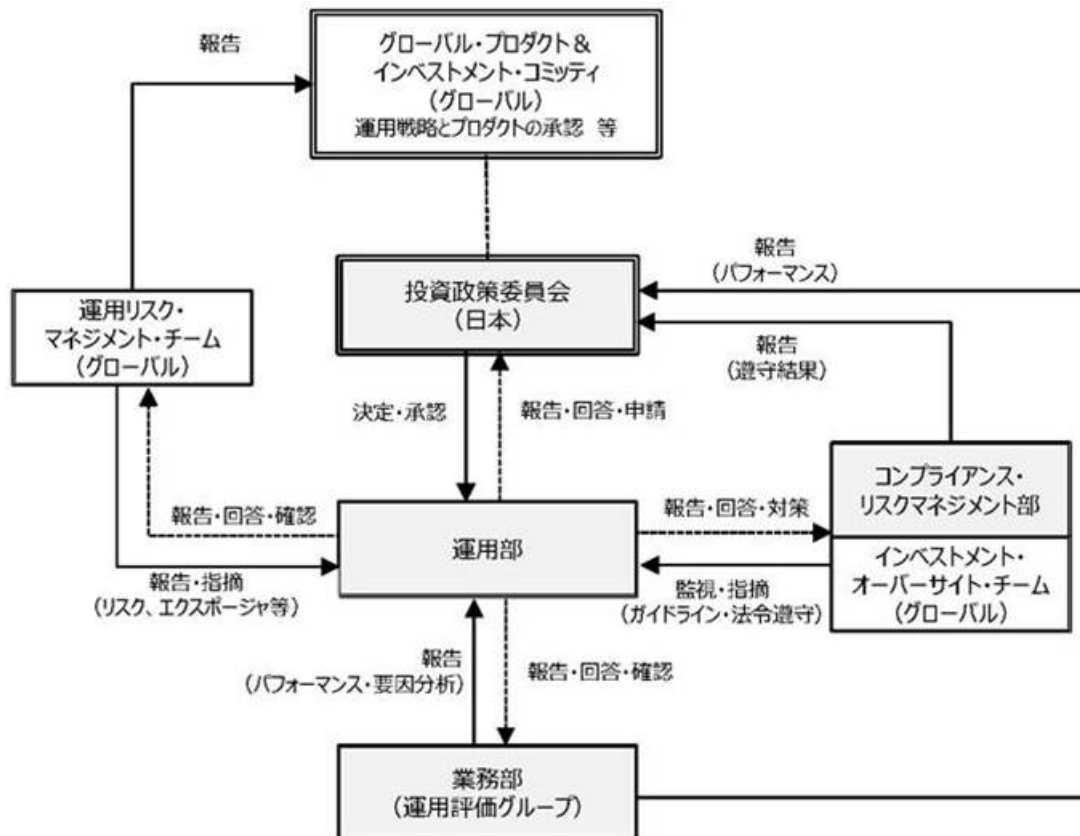 報告
グローバル・プロダクト＆
インベストメント・コミッティ
（グローバル）
運用戦略とプロダクトの承認 等
報告
（パフォーマンス）
投資政策委員会
（日本）
運用リスク・
マネジメント・チーム
（グローバル）
報告
（遵守結果）
決定・承認
報告・回答・申請
コンプライアンス・
リスクマネジメント部
報告・回答・確認
運用部
報告・回答・対策
インベストメント・
オーバーサイト・チーム
（グローバル）
報告・指摘
（リスク、エクスポージャ等）
監視・指摘
（ガイドライン・法令遵守）
報告
（パフォーマンス・要因分析）
報告・回答・確認
業務部
（運用評価グループ）